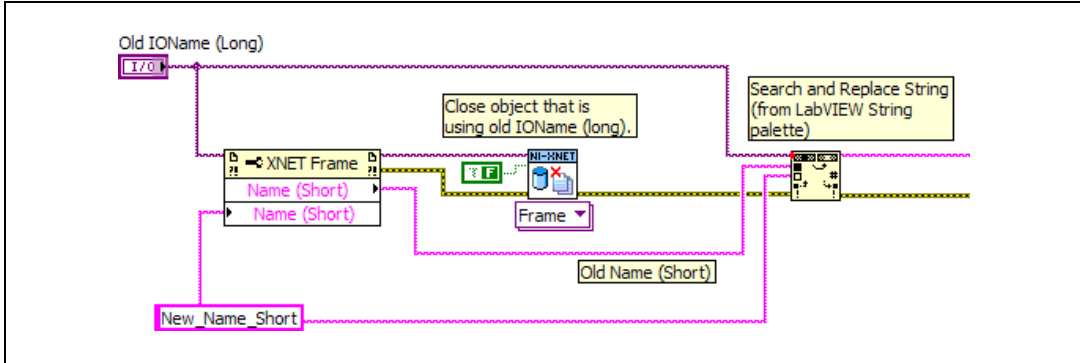 Old IOName (Long)
I/O
Close object that is
using old IOName (long).
Search and Replace String
(from LabVIEW String
palette)
XNET Frame
Name (Short)
Name (Short)
NI-XNET
? F
Frame
Old Name (Short)
New_Name_Short